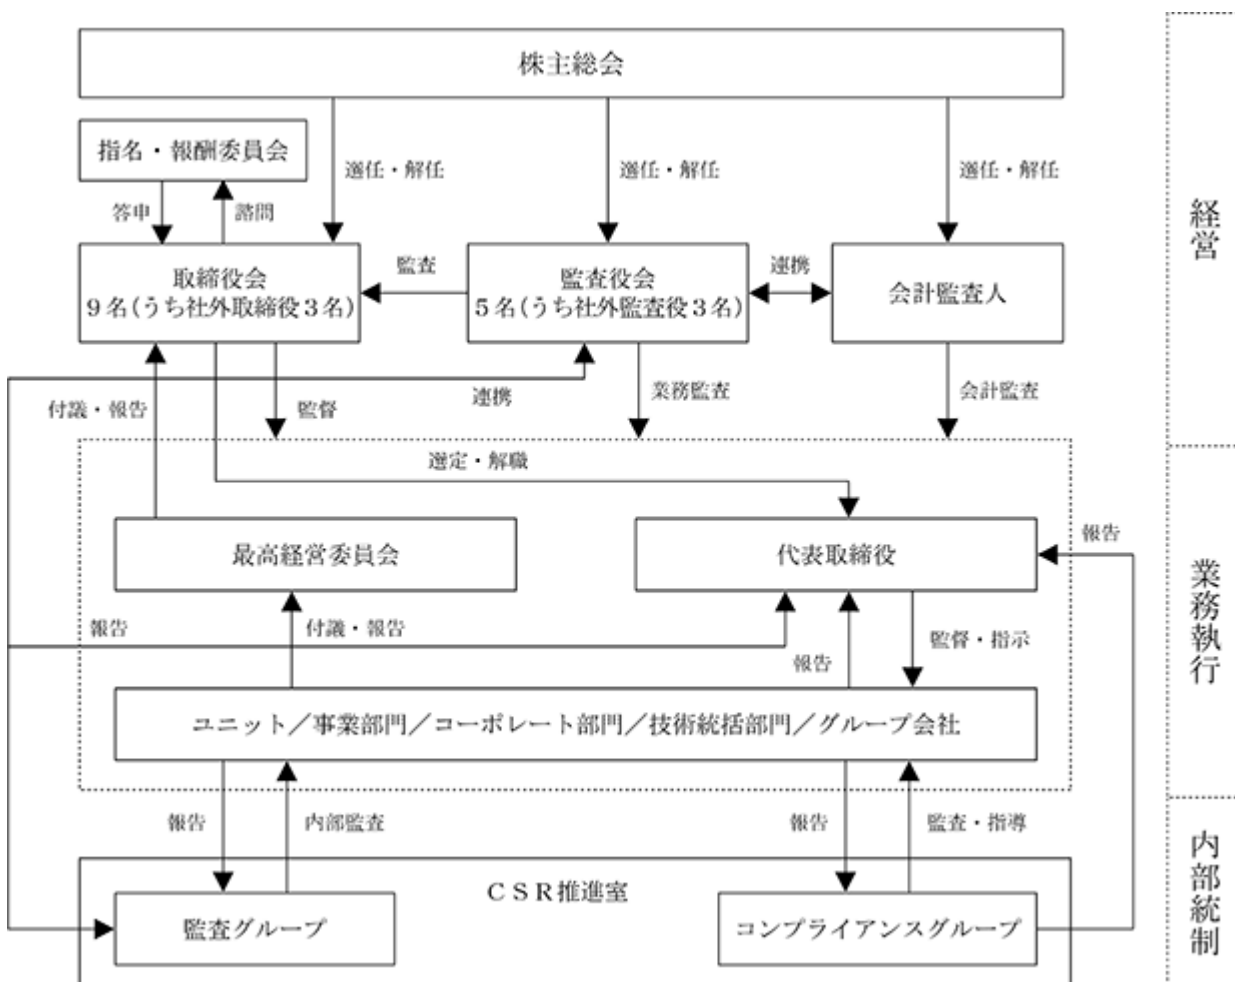 株主総会
指名・報酬委員会
選任・解任
選任・解任
選任・解任
答申
諮問
経営
取締役会
9名(うち社外取締役3名)
監査
監査役会
5名(うち社外監査役3名)
連携
会計監査人
付議・報告
監督
連携
業務監査
会計監査
選定・解職
最高経営委員会
代表取締役
報告
業務執行
報告
付議・報告
報告
監督・指示
ユニット/事業部門/コーポレート部門/技術統括部門/グループ会社
報告
内部監査
報告
監査・指導
内部統制
CSR推進室
監査グループ
コンプライアンスグループ